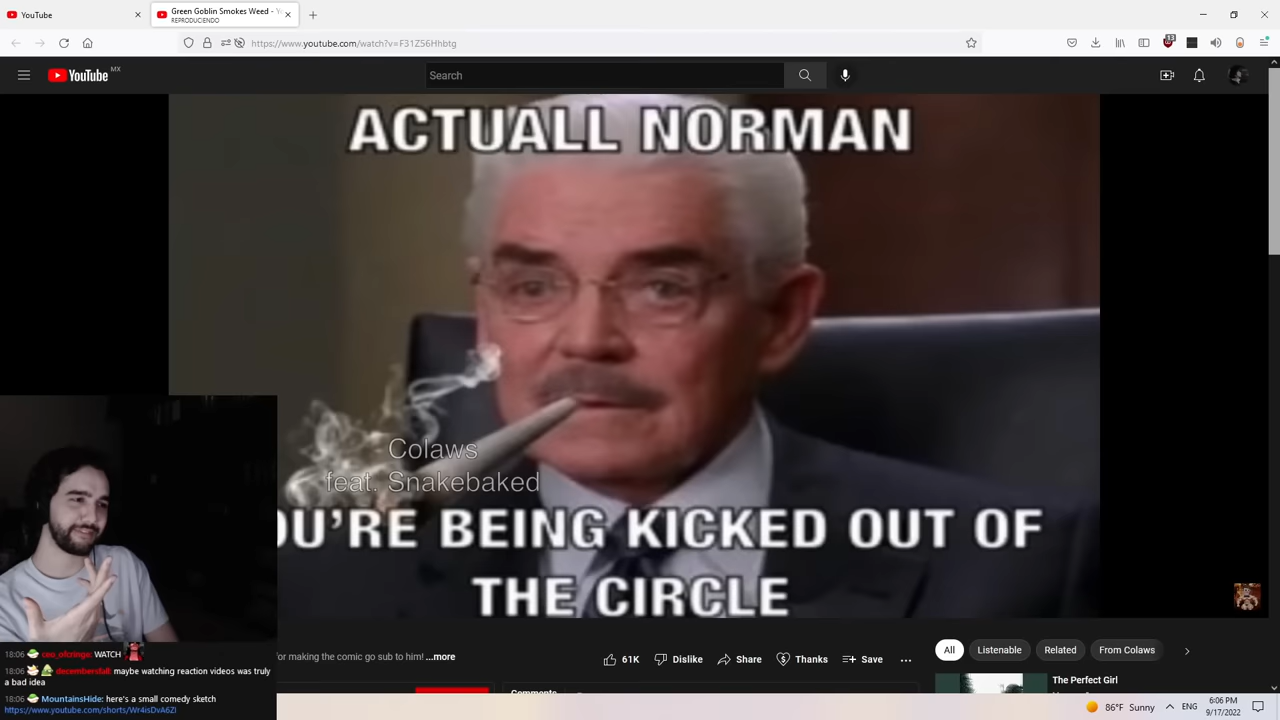 YouTube
Green Goblin Smokes Weed - Y
REPRODUCIENDO
https://www.youtube.com/watch?v=F31Z56Hhbtg
13
YouTube MX
Search
ACTUALL NORMAN
Colaws
feat. Snakebaked
OU'RE BEING KICKED OUT OF
THE CIRCLE
18:06 ceo_ofcringe: WATCH
18:06 decembersfall: maybe watching reaction videos was truly
a bad idea
18:06 MountainsHide: here's a small comedy sketch
https://www.youtube.com/shorts/Wr4isDvA6ZI
for making the comic go sub to him! ...more
61K Dislike Share Thanks Save
All Listenable Related From Colaws
Comments
The Perfect Girl
86°F Sunny ENG 6:06 PM
9/17/2022